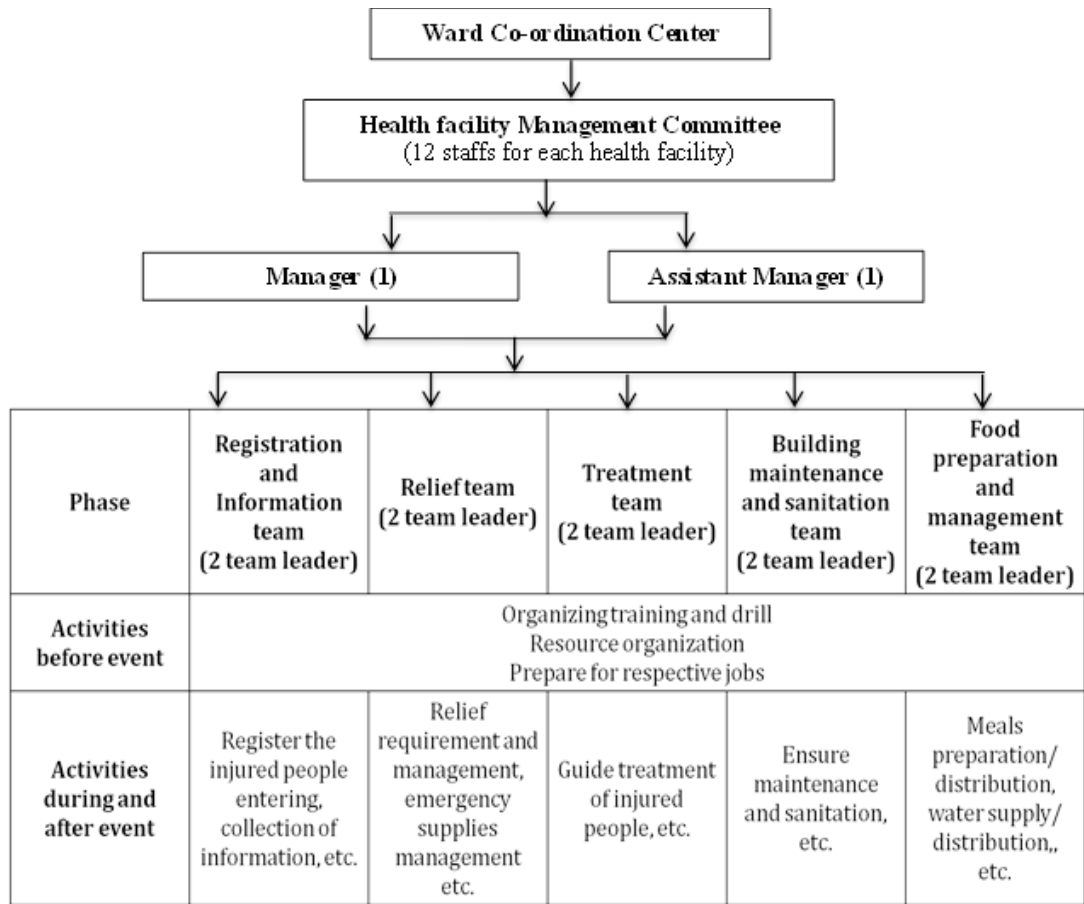 Ward Co-ordination Center
Health facility Management Committee
(12 staffs for each health facility)
Manager (1)
Assistant Manager (1)
Phase
Registration
and
Information
team
(2 team leader)
Relief team
(2 team leader)
Treatment
team
(2 team leader)
Building
maintenance
and sanitation
team
(2 team leader)
Food
preparation
and
management
team
(2 team leader)
Activities
before event
Organizing training and drill
Resource organization
Prepare for respective jobs
Activities
during and
after event
Register the
injured people
entering,
collection of
information, etc.
Relief
requirement and
management,
emergency
supplies
management
etc.
Guide treatment
of injured
people, etc.
Ensure
maintenance
and sanitation,
etc.
Meals
preparation/
distribution,
water supply/
distribution,,
etc.